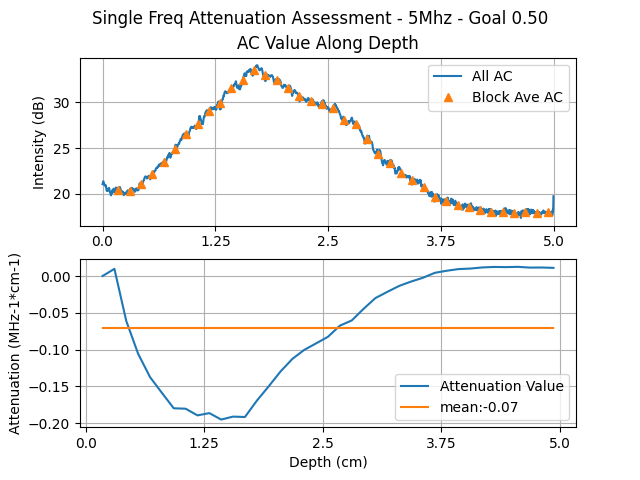 Single Freq Attenuation Assessment - 5Mhz - Goal 0.50
AC Value Along Depth
Intensity (dB)
30
25
20
All AC
Block Ave AC
0.0 1.25 2.5 3.75 5.0
Attenuation (MHz-1*cm-1)
0.00
−0.05
−0.10
−0.15
−0.20
Attenuation Value
mean:-0.07
0.0 1.25 2.5 3.75 5.0
Depth (cm)